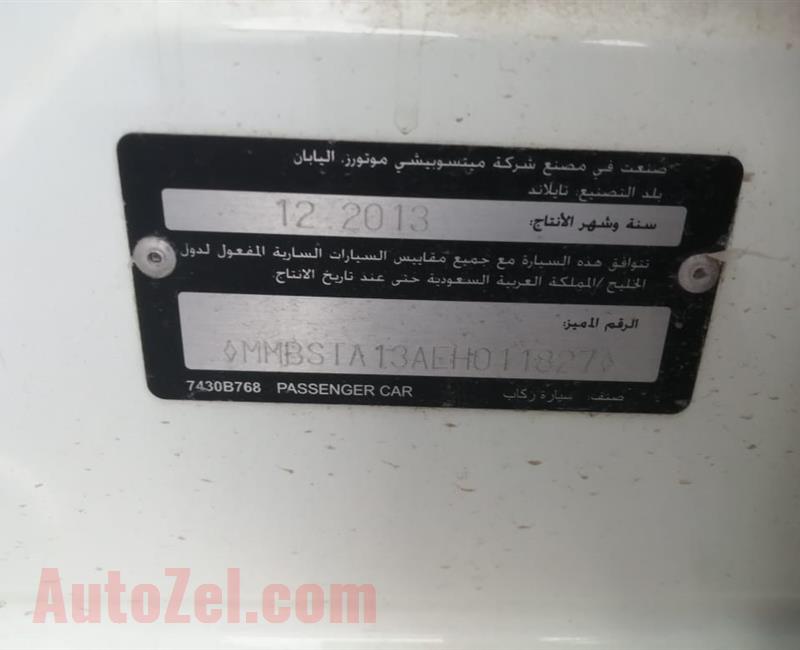 صنعت في مصنع شركة ميتسوبيشي موتورز. اليابان
بلد التصنيع: تايلاند
سنة وشهر الأنتاج: 12.2013
تتوافق هذه السيارة مع جميع مقاييس السيارات السارية المفعول لدول
الخليج /المملكة العربية السعودية حتى عند تاريخ الانتاج.
الرقم المميز:
◊MMBSTA13AEH011827◊
7430B768 PASSENGER CAR صنف: سيارة ركاب
AutoZel.com